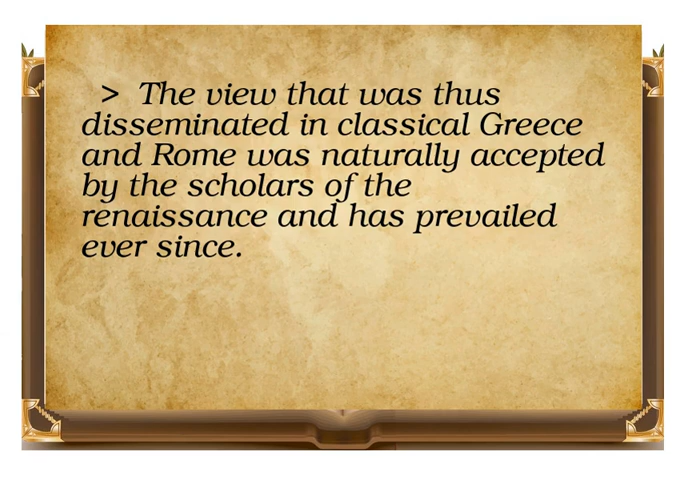 > The view that was thus
disseminated in classical Greece
and Rome was naturally accepted
by the scholars of the
renaissance and has prevailed
ever since.